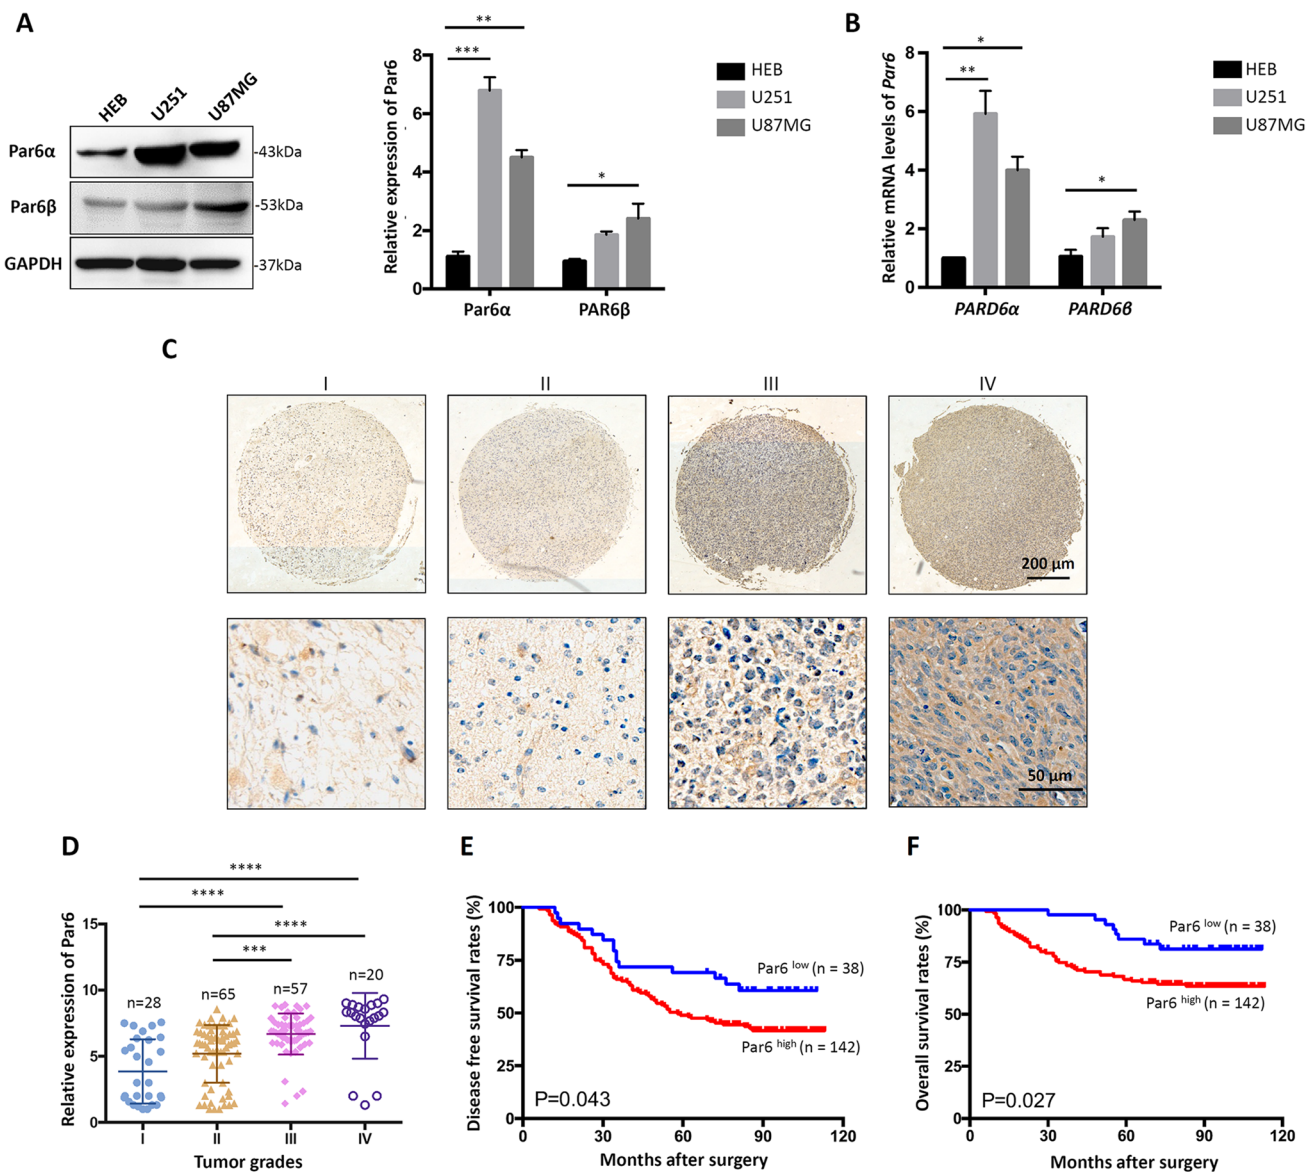 A
HEB
U251
U87MG
Par6α
-43kDa
Par6β
-53kDa
GAPDH
-37kDa
Relative expression of Par6
8
6
4
2
0
**
***
*
Par6α
PAR6β
HEB
U251
U87MG
B
Relative mRNA levels of Par6
8
6
4
2
0
*
**
*
PARD6α
PARD6β
HEB
U251
U87MG
C
I
II
III
IV
200 μm
50 μm
D
****
****
****
***
Relative expression of Par6
15
10
5
0
n=28
n=65
n=57
n=20
I
II
III
IV
Tumor grades
E
Disease free survival rates (%)
100
75
50
25
0
Par6 low (n = 38)
Par6 high (n = 142)
P=0.043
0
30
60
90
120
Months after surgery
F
Overall survival rates (%)
100
75
50
25
0
Par6 low (n = 38)
Par6 high (n = 142)
P=0.027
0
30
60
90
120
Months after surgery